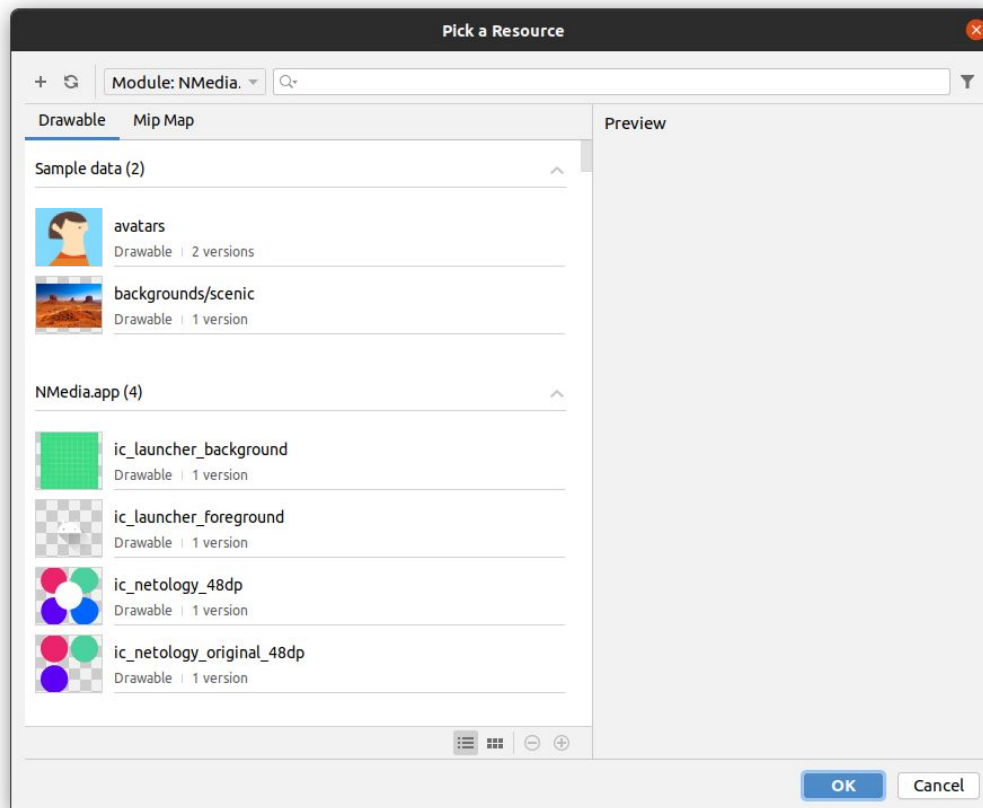 Pick a Resource
Module: NMedia.
Drawable Mip Map
Preview
Sample data (2)
avatars
Drawable | 2 versions
backgrounds/scenic
Drawable | 1 version
NMedia.app (4)
ic_launcher_background
Drawable | 1 version
ic_launcher_foreground
Drawable | 1 version
ic_netology_48dp
Drawable | 1 version
ic_netology_original_48dp
Drawable | 1 version
OK Cancel